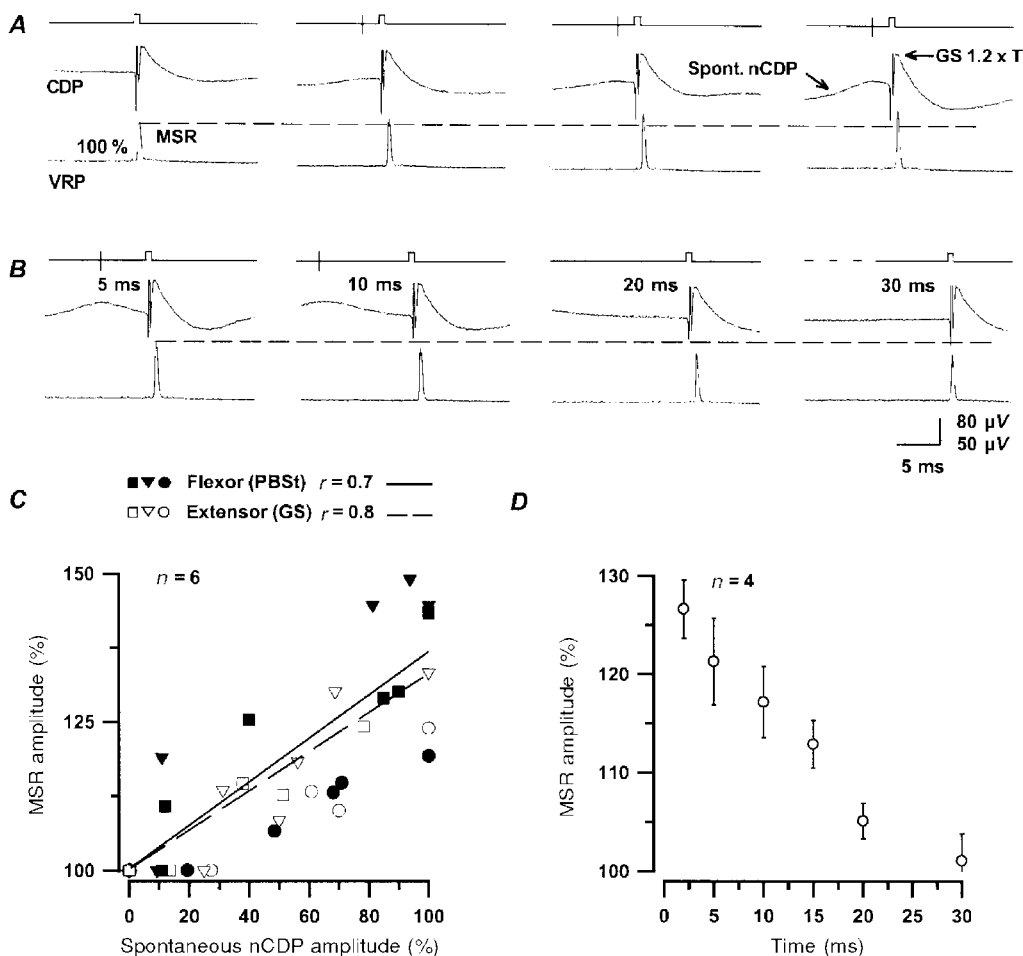 A
CDP
Spont. nCDP
GS 1.2 x T
MSR
100 %
VRP
B
5 ms
10 ms
20 ms
30 ms
80 µV
50 µV
5 ms
C
Flexor (PBSt) r = 0.7
Extensor (GS) r = 0.8
n = 6
150
125
100
MSR amplitude (%)
0 20 40 60 80 100
Spontaneous nCDP amplitude (%)
D
n = 4
130
120
110
100
MSR amplitude (%)
0 5 10 15 20 25 30
Time (ms)